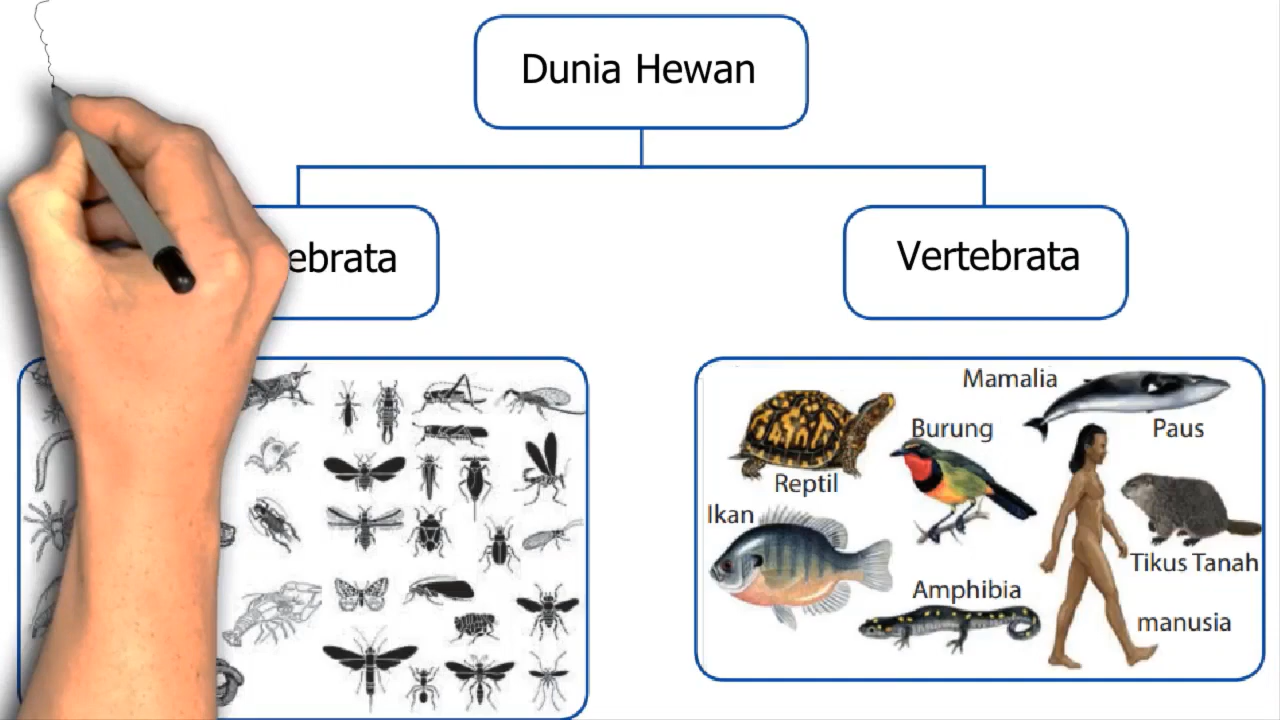 Dunia Hewan
ebrata
Vertebrata
Mamalia
Burung
Paus
Reptil
Ikan
Tikus Tanah
Amphibia
manusia